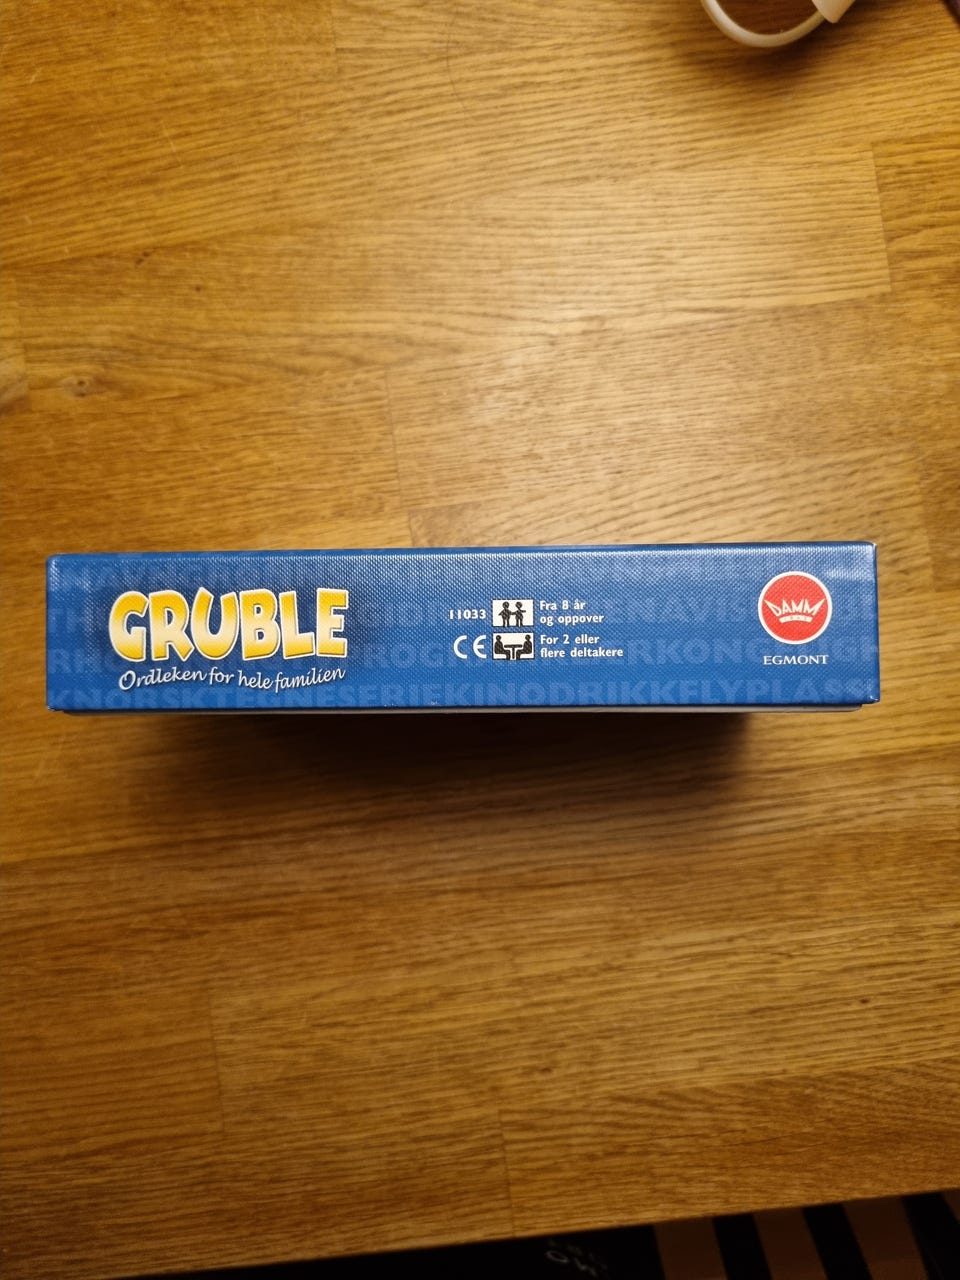 GRUBLE
Ordleken for hele familien
11033
Fra 8 år
og oppover
CE
For 2 eller
flere deltakere
DAMM
EGMONT
KNORSKTEGNESERIEKINODRIKKFLYPLASS